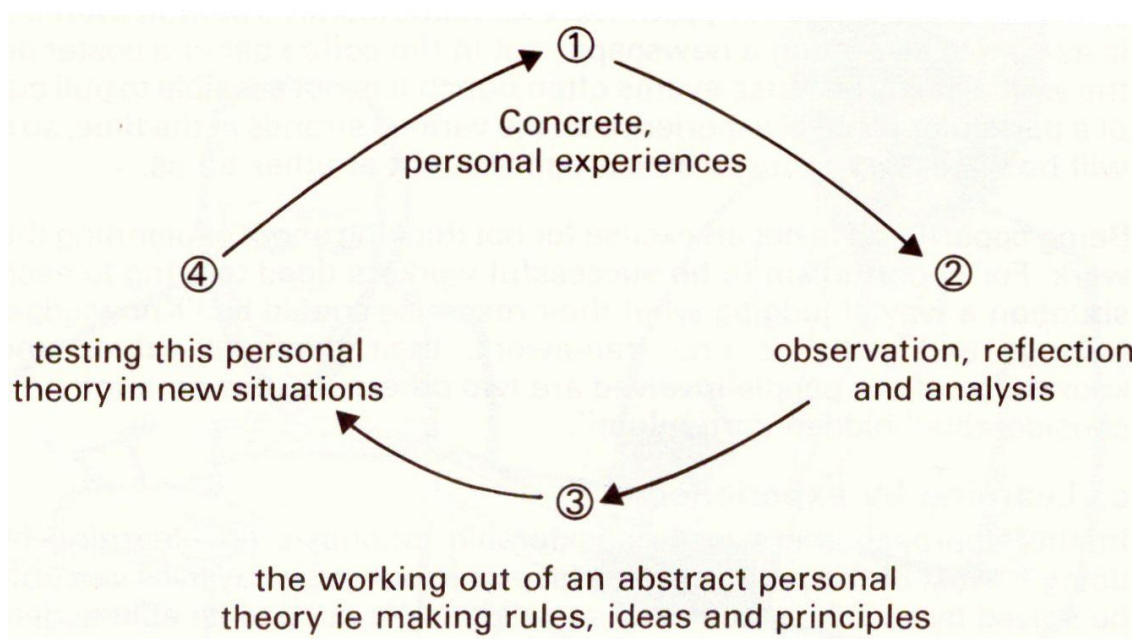 ①
Concrete,
personal experiences
④
②
testing this personal
theory in new situations
observation, reflection
and analysis
③
the working out of an abstract personal
theory ie making rules, ideas and principles